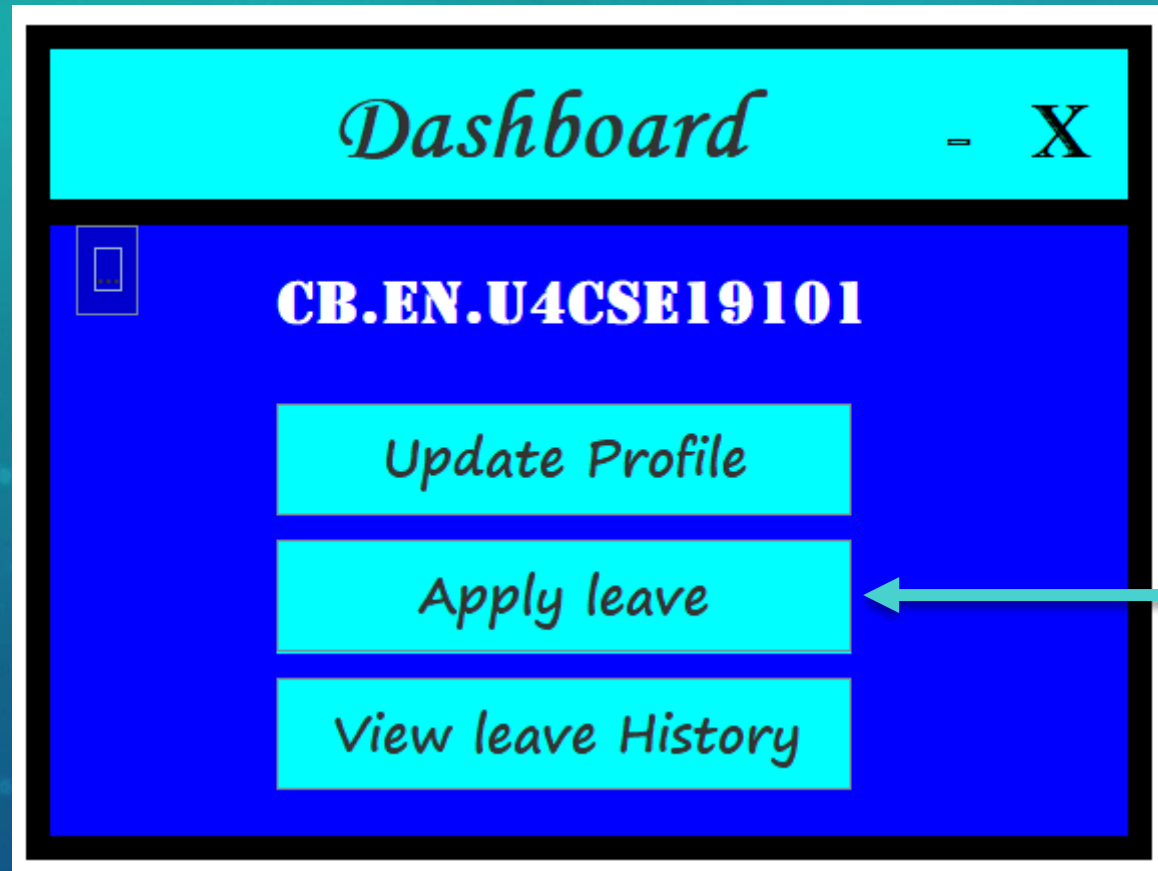 Dashboard - X
...
CB.EN.U4CSE19101
Update Profile
Apply leave
View leave History